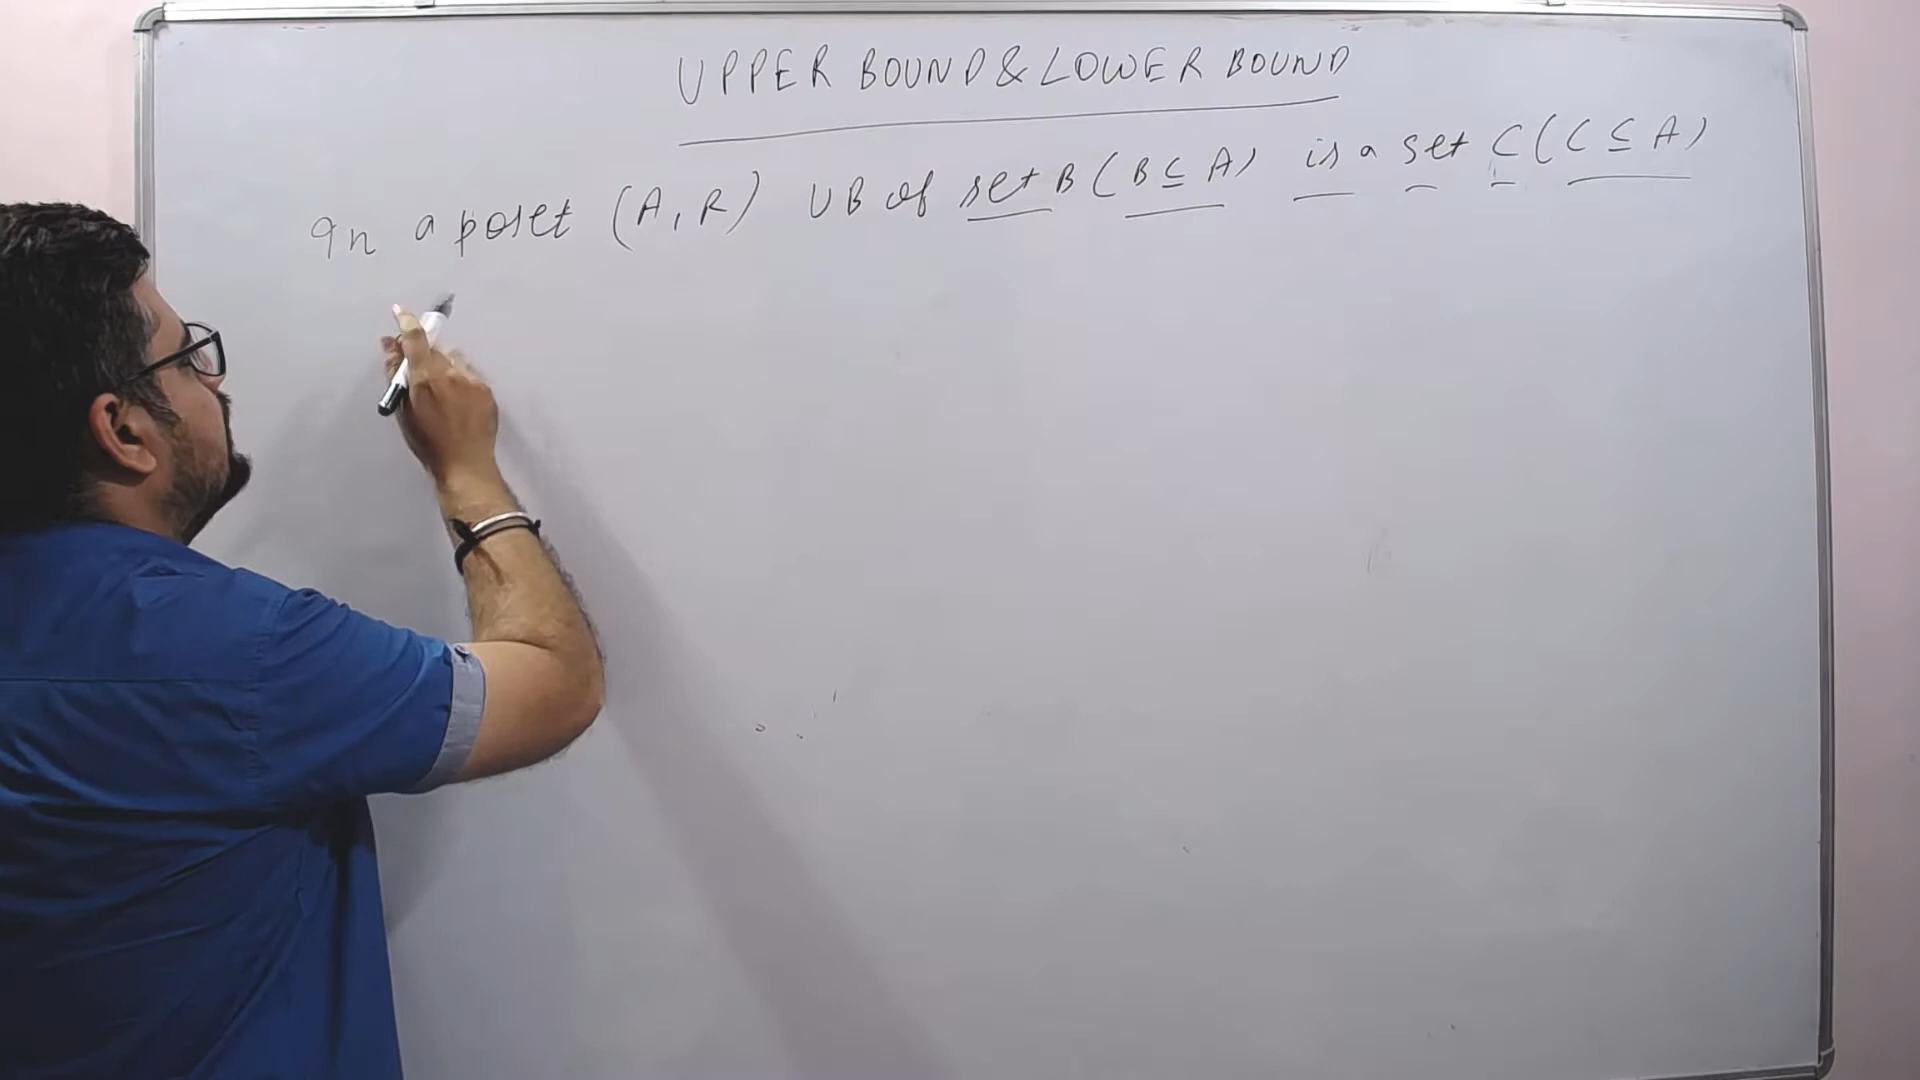 UPPER BOUND & LOWER BOUND
In a poset (A, R) UB of set B (B ⊆ A) is a set C (C ⊆ A)